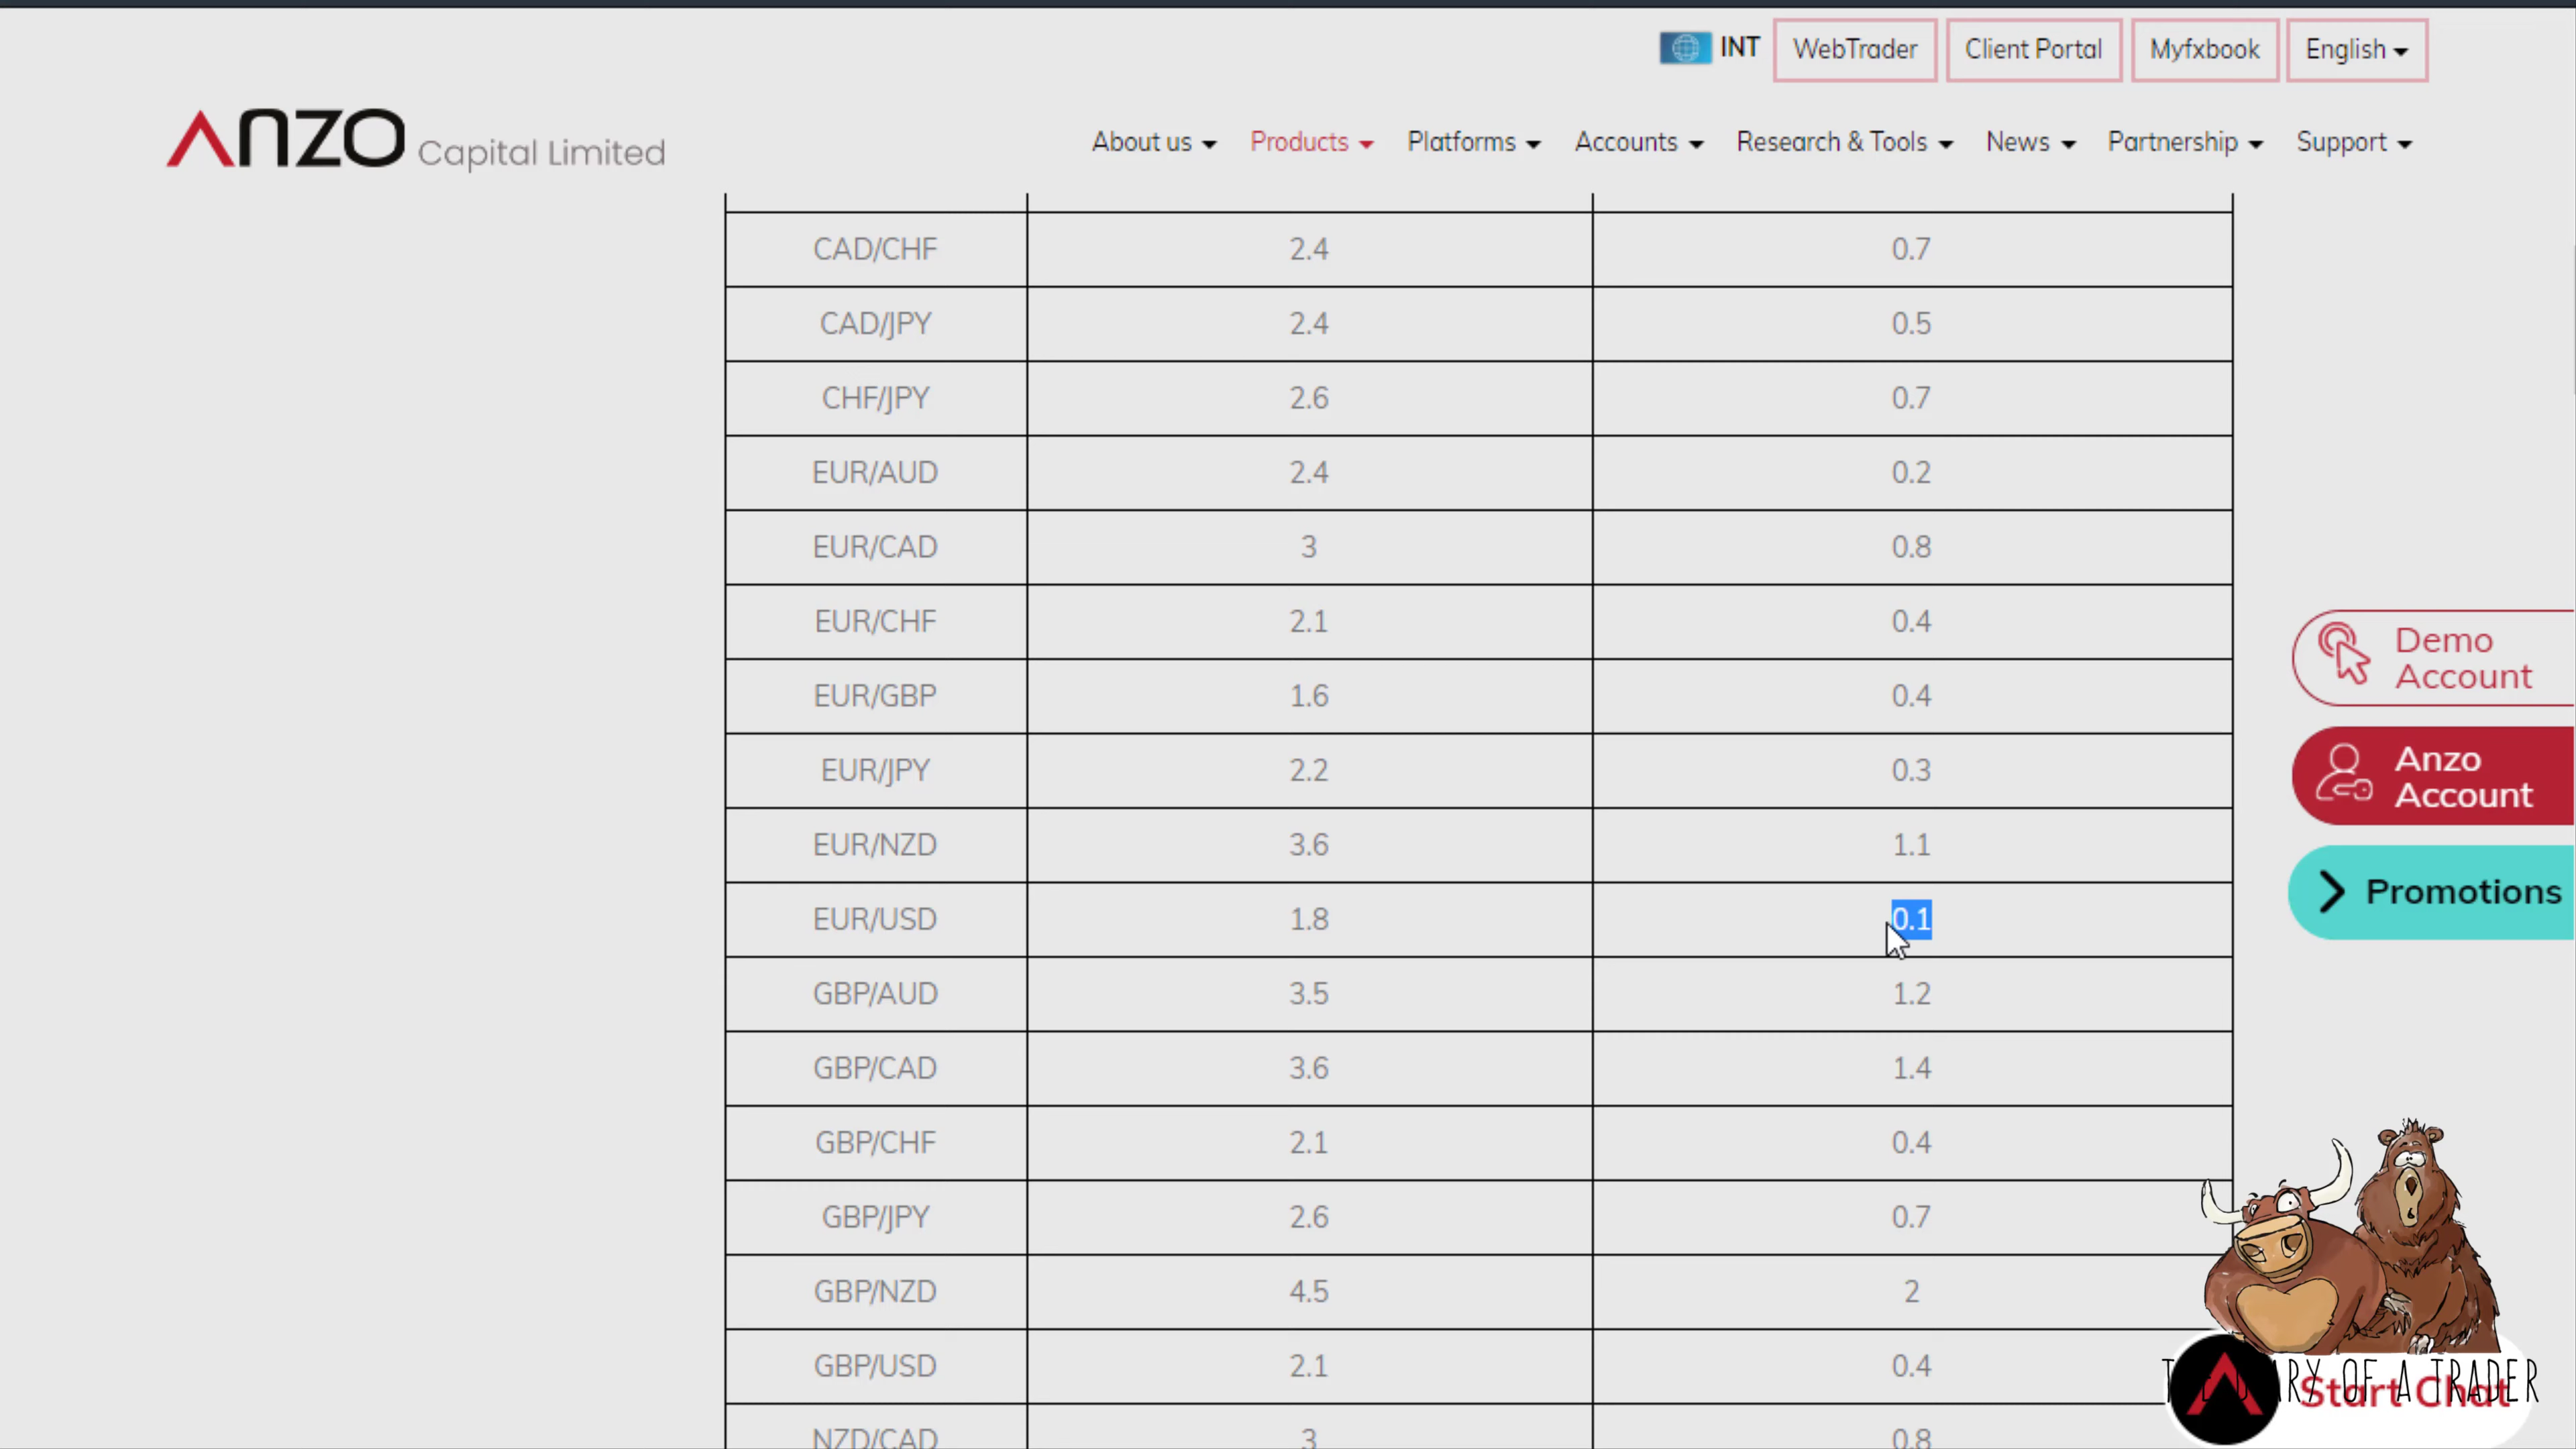 INT WebTrader Client Portal Myfxbook English
ANZO Capital Limited
About us Products Platforms Accounts Research & Tools News Partnership Support
CAD/CHF 2.4 0.7
CAD/JPY 2.4 0.5
CHF/JPY 2.6 0.7
EUR/AUD 2.4 0.2
EUR/CAD 3 0.8
EUR/CHF 2.1 0.4
EUR/GBP 1.6 0.4
EUR/JPY 2.2 0.3
EUR/NZD 3.6 1.1
EUR/USD 1.8 0.1
GBP/AUD 3.5 1.2
GBP/CAD 3.6 1.4
GBP/CHF 2.1 0.4
GBP/JPY 2.6 0.7
GBP/NZD 4.5 2
GBP/USD 2.1 0.4
NZD/CAD 3 0.8
Demo
Account
Anzo
Account
Promotions
OF A TRADER
Start Chat